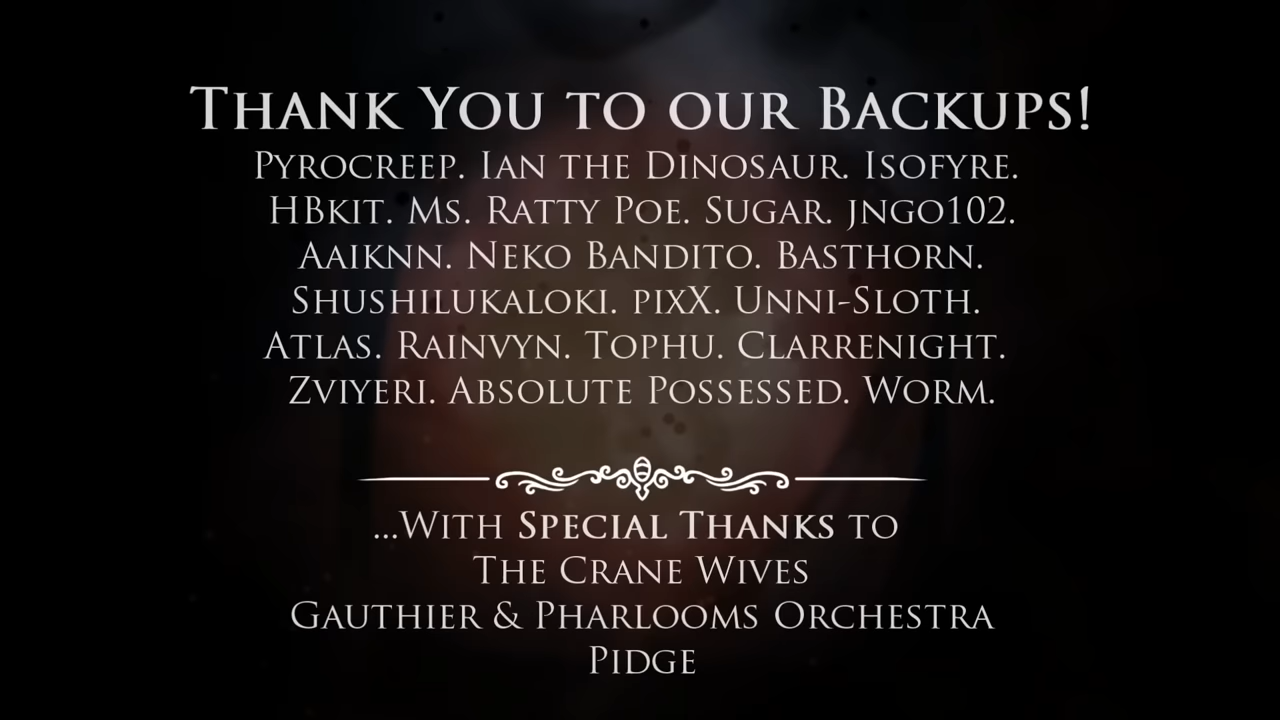 Thank You to our Backups!
Pyrocreep. Ian the Dinosaur. Isofyre.
HBkit. Ms. Ratty Poe. Sugar. jngo102.
Aaiknn. Neko Bandito. Basthorn.
Shushilukaloki. pixX. Unni-Sloth.
Atlas. Rainvyn. Tophu. Clarrenight.
Zviyeri. Absolute Possessed. Worm.
...With Special Thanks to
The Crane Wives
Gauthier & Pharlooms Orchestra
Pidge